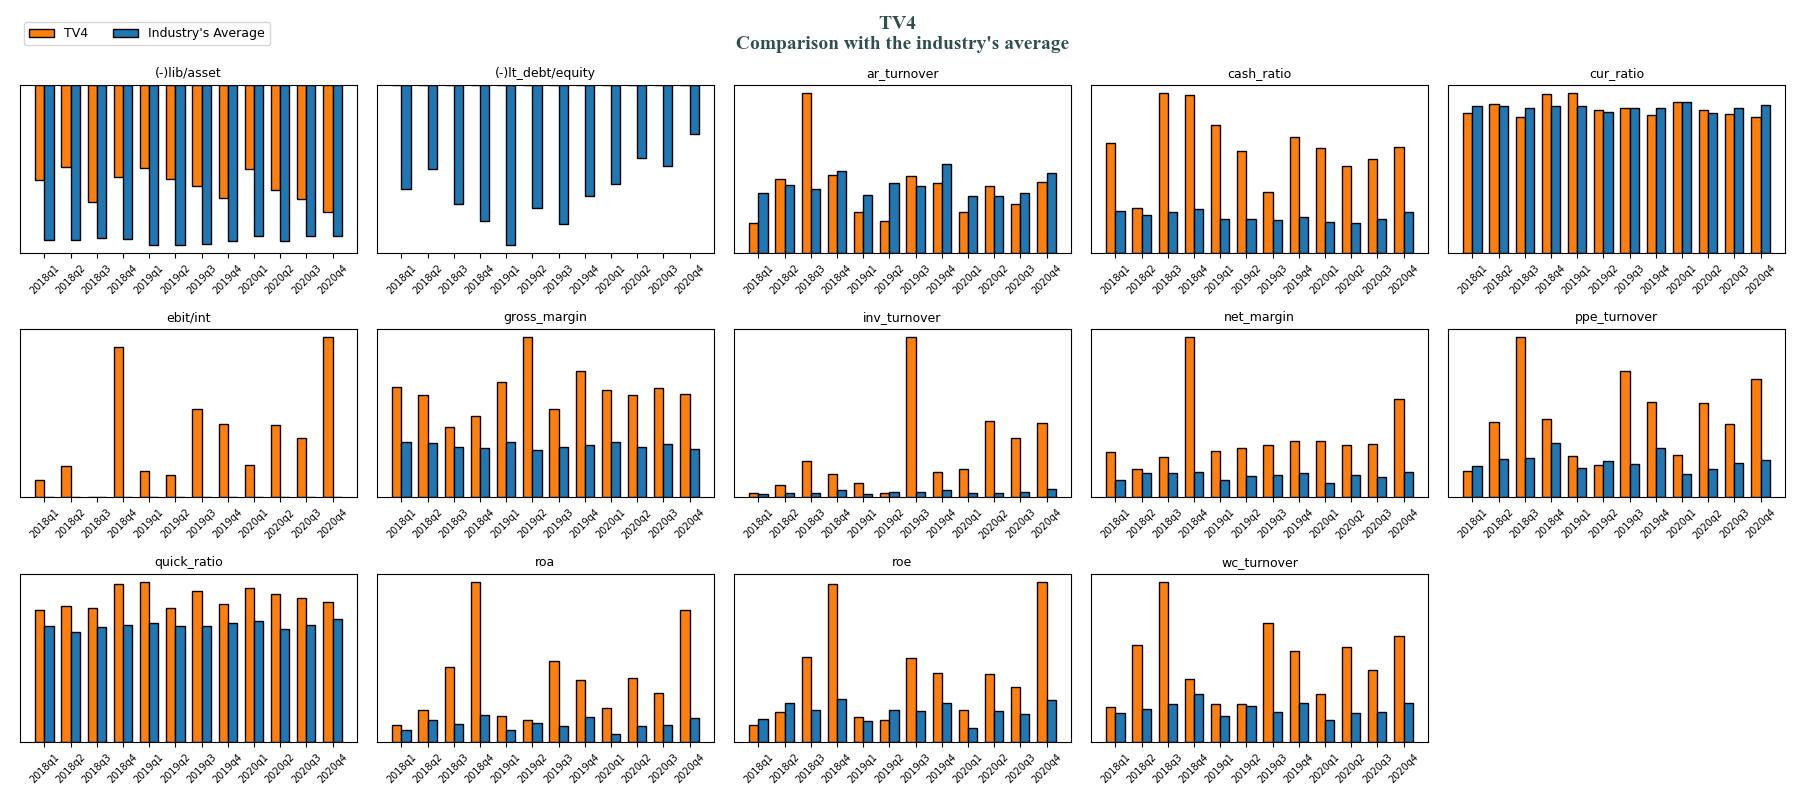 TV4
Comparison with the industry's average
TV4 Industry's Average
(-)lib/asset (-)lt_debt/equity ar_turnover cash_ratio cur_ratio
2018q1 2018q2 2018q3 2018q4 2019q1 2019q2 2019q3 2019q4 2020q1 2020q2 2020q3 2020q4 2018q1 2018q2 2018q3 2018q4 2019q1 2019q2 2019q3 2019q4 2020q1 2020q2 2020q3 2020q4 2018q1 2018q2 2018q3 2018q4 2019q1 2019q2 2019q3 2019q4 2020q1 2020q2 2020q3 2020q4 2018q1 2018q2 2018q3 2018q4 2019q1 2019q2 2019q3 2019q4 2020q1 2020q2 2020q3 2020q4 2018q1 2018q2 2018q3 2018q4 2019q1 2019q2 2019q3 2019q4 2020q1 2020q2 2020q3 2020q4
ebit/int gross_margin inv_turnover net_margin ppe_turnover
2018q1 2018q2 2018q3 2018q4 2019q1 2019q2 2019q3 2019q4 2020q1 2020q2 2020q3 2020q4 2018q1 2018q2 2018q3 2018q4 2019q1 2019q2 2019q3 2019q4 2020q1 2020q2 2020q3 2020q4 2018q1 2018q2 2018q3 2018q4 2019q1 2019q2 2019q3 2019q4 2020q1 2020q2 2020q3 2020q4 2018q1 2018q2 2018q3 2018q4 2019q1 2019q2 2019q3 2019q4 2020q1 2020q2 2020q3 2020q4 2018q1 2018q2 2018q3 2018q4 2019q1 2019q2 2019q3 2019q4 2020q1 2020q2 2020q3 2020q4
quick_ratio roa roe wc_turnover
2018q1 2018q2 2018q3 2018q4 2019q1 2019q2 2019q3 2019q4 2020q1 2020q2 2020q3 2020q4 2018q1 2018q2 2018q3 2018q4 2019q1 2019q2 2019q3 2019q4 2020q1 2020q2 2020q3 2020q4 2018q1 2018q2 2018q3 2018q4 2019q1 2019q2 2019q3 2019q4 2020q1 2020q2 2020q3 2020q4 2018q1 2018q2 2018q3 2018q4 2019q1 2019q2 2019q3 2019q4 2020q1 2020q2 2020q3 2020q4